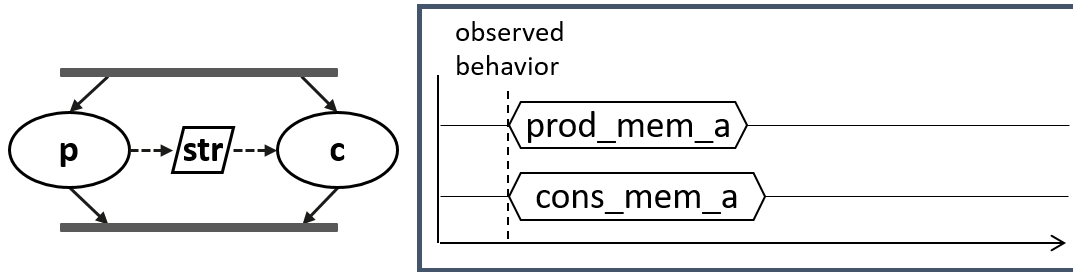 p
str
c
observed
behavior
prod_mem_a
cons_mem_a